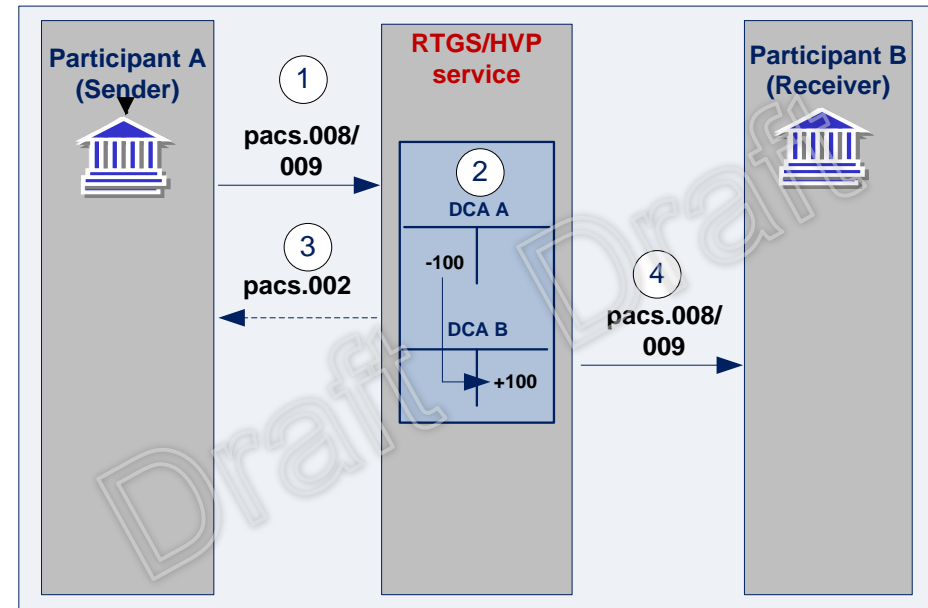 Participant A
(Sender)
1
pacs.008/
009
3
pacs.002
RTGS/HVP
service
2
DCA A
-100
DCA B
+100
4
pacs.008/
009
Participant B
(Receiver)
Draft
Draft